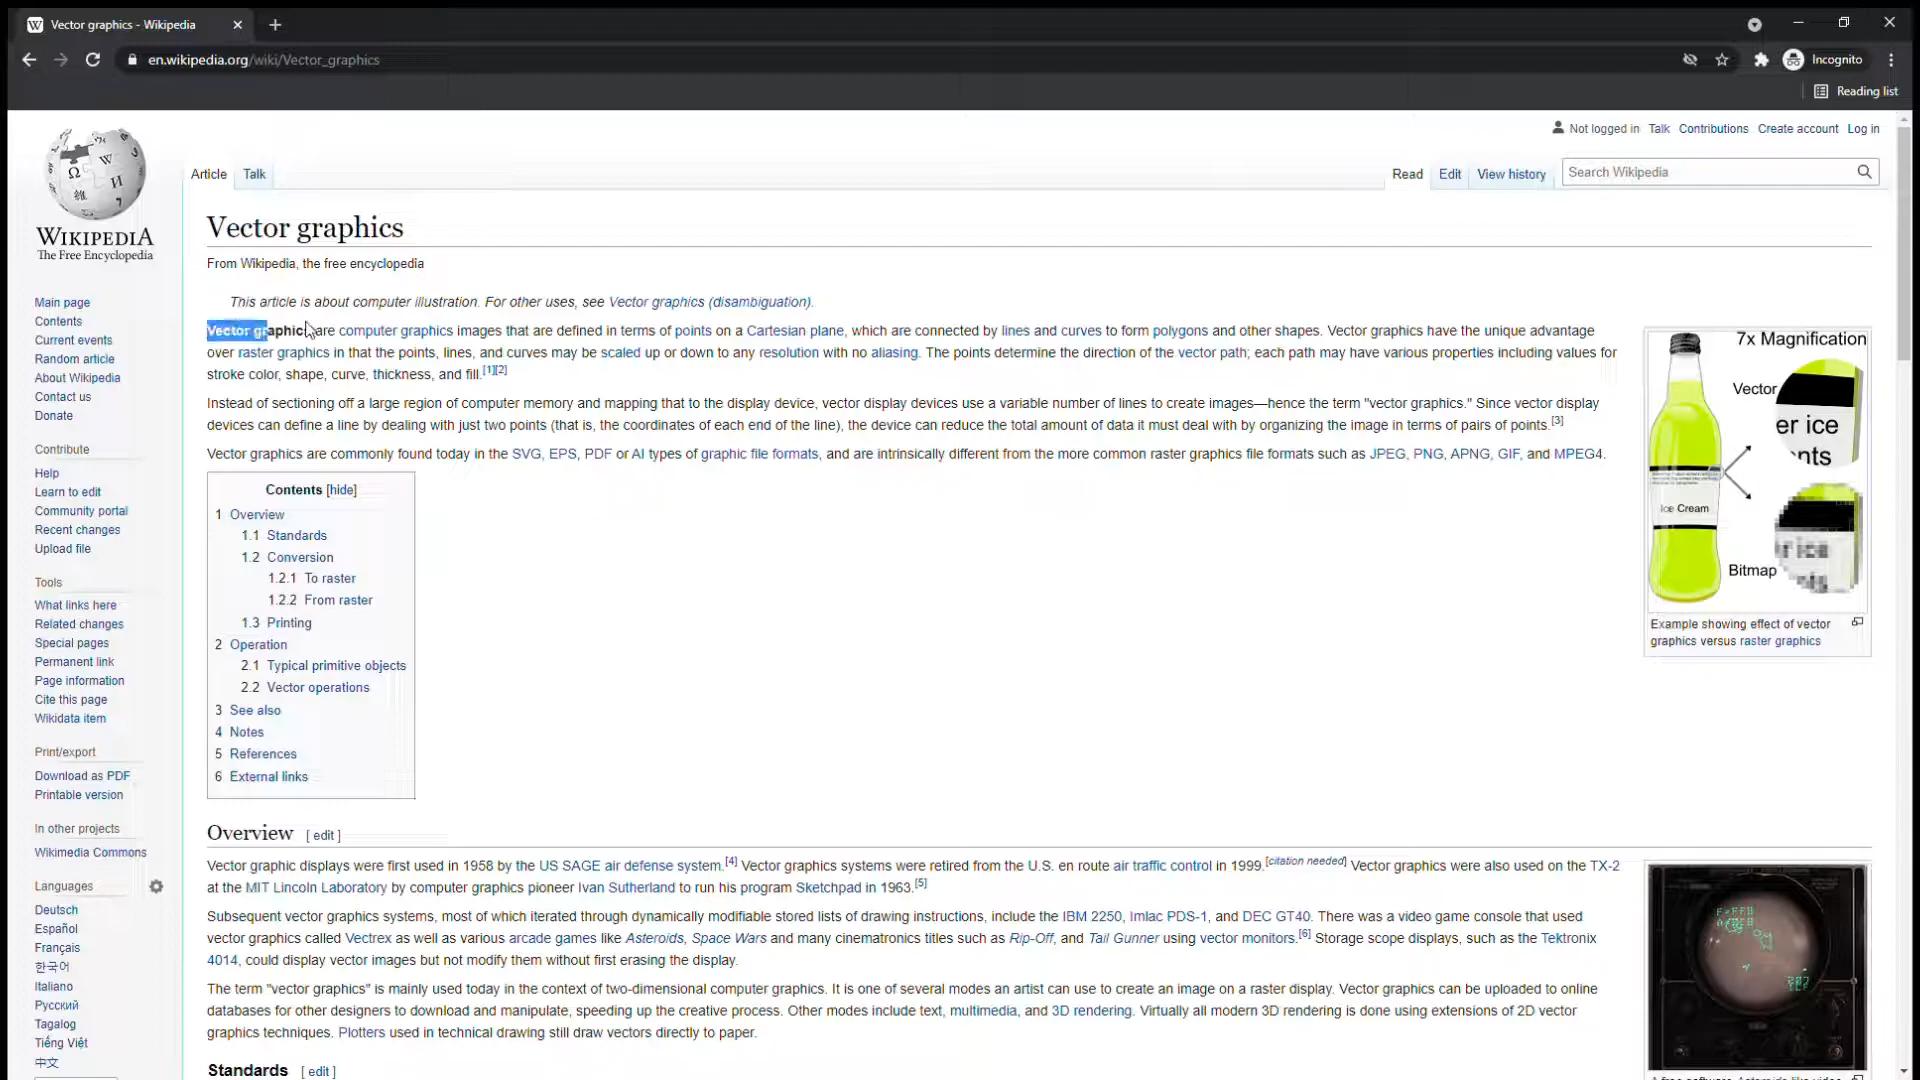 Vector graphics - Wikipedia
en.wikipedia.org/wiki/Vector_graphics
Incognito
Reading list
Not logged in Talk Contributions Create account Log in
Article Talk
Read Edit View history
Search Wikipedia
WIKIPEDIA
The Free Encyclopedia
Main page
Contents
Current events
Random article
About Wikipedia
Contact us
Donate
Contribute
Help
Learn to edit
Community portal
Recent changes
Upload file
Tools
What links here
Related changes
Special pages
Permanent link
Page information
Cite this page
Wikidata item
Print/export
Download as PDF
Printable version
In other projects
Wikimedia Commons
Languages
Deutsch
Español
Français
한국어
Italiano
Русский
Tagalog
Tiếng Việt
中文
Vector graphics
From Wikipedia, the free encyclopedia
This article is about computer illustration. For other uses, see Vector graphics (disambiguation).
Vector graphics are computer graphics images that are defined in terms of points on a Cartesian plane, which are connected by lines and curves to form polygons and other shapes. Vector graphics have the unique advantage
over raster graphics in that the points, lines, and curves may be scaled up or down to any resolution with no aliasing. The points determine the direction of the vector path; each path may have various properties including values for
stroke color, shape, curve, thickness, and fill.[1][2]
Instead of sectioning off a large region of computer memory and mapping that to the display device, vector display devices use a variable number of lines to create images—hence the term "vector graphics." Since vector display
devices can define a line by dealing with just two points (that is, the coordinates of each end of the line), the device can reduce the total amount of data it must deal with by organizing the image in terms of pairs of points.[3]
Vector graphics are commonly found today in the SVG, EPS, PDF or AI types of graphic file formats, and are intrinsically different from the more common raster graphics file formats such as JPEG, PNG, APNG, GIF, and MPEG4.
Contents [hide]
1 Overview
1.1 Standards
1.2 Conversion
1.2.1 To raster
1.2.2 From raster
1.3 Printing
2 Operation
2.1 Typical primitive objects
2.2 Vector operations
3 See also
4 Notes
5 References
6 External links
7x Magnification
Vector
er ice
nts
Ice Cream
er ice
Bitmap
Example showing effect of vector
graphics versus raster graphics
Overview [ edit ]
Vector graphic displays were first used in 1958 by the US SAGE air defense system.[4] Vector graphics systems were retired from the U.S. en route air traffic control in 1999.[citation needed] Vector graphics were also used on the TX-2
at the MIT Lincoln Laboratory by computer graphics pioneer Ivan Sutherland to run his program Sketchpad in 1963.[5]
Subsequent vector graphics systems, most of which iterated through dynamically modifiable stored lists of drawing instructions, include the IBM 2250, Imlac PDS-1, and DEC GT40. There was a video game console that used
vector graphics called Vectrex as well as various arcade games like Asteroids, Space Wars and many cinematronics titles such as Rip-Off, and Tail Gunner using vector monitors.[6] Storage scope displays, such as the Tektronix
4014, could display vector images but not modify them without first erasing the display.
The term "vector graphics" is mainly used today in the context of two-dimensional computer graphics. It is one of several modes an artist can use to create an image on a raster display. Vector graphics can be uploaded to online
databases for other designers to download and manipulate, speeding up the creative process. Other modes include text, multimedia, and 3D rendering. Virtually all modern 3D rendering is done using extensions of 2D vector
graphics techniques. Plotters used in technical drawing still draw vectors directly to paper.
Standards [ edit ]